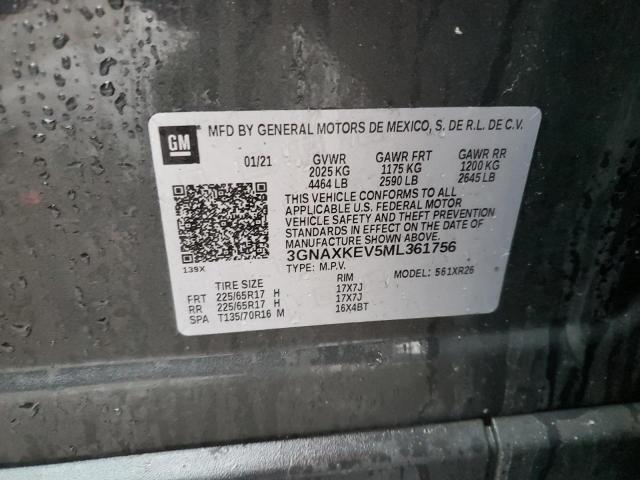 GM
MFD BY GENERAL MOTORS DE MEXICO, S. DE R.L. DE C.V.
01/21 GVWR GAWR FRT GAWR RR
2025 KG 1175 KG 1200 KG
4464 LB 2590 LB 2645 LB
THIS VEHICLE CONFORMS TO ALL
APPLICABLE U.S. FEDERAL MOTOR
VEHICLE SAFETY AND THEFT PREVENTION
STANDARDS IN EFFECT ON THE DATE OF
MANUFACTURE SHOWN ABOVE.
3GNAXKEV5ML361756
139X
TYPE: M.P.V. MODEL: 561XR26
TIRE SIZE RIM
FRT 225/65R17 H 17X7J
RR 225/65R17 H 17X7J
SPA T135/70R16 M 16X4BT